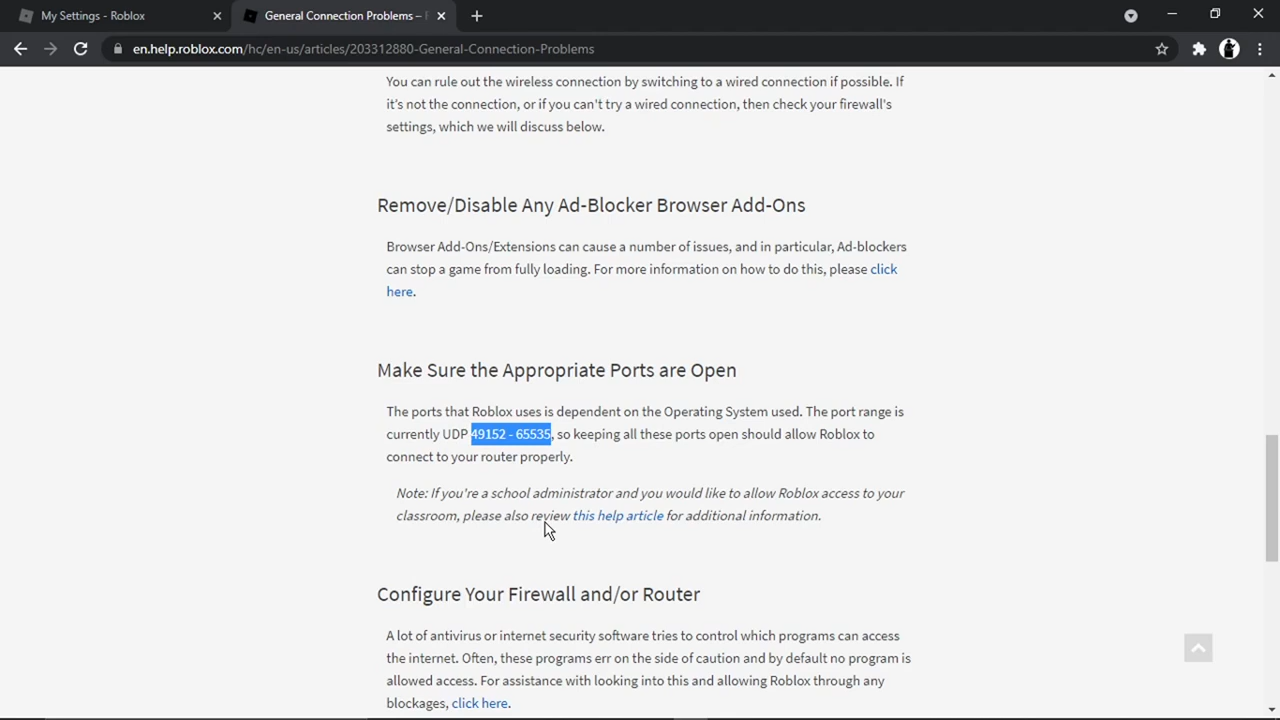 My Settings - Roblox
General Connection Problems –
en.help.roblox.com/hc/en-us/articles/203312880-General-Connection-Problems
You can rule out the wireless connection by switching to a wired connection if possible. If
it's not the connection, or if you can't try a wired connection, then check your firewall's
settings, which we will discuss below.
Remove/Disable Any Ad-Blocker Browser Add-Ons
Browser Add-Ons/Extensions can cause a number of issues, and in particular, Ad-blockers
can stop a game from fully loading. For more information on how to do this, please click
here.
Make Sure the Appropriate Ports are Open
The ports that Roblox uses is dependent on the Operating System used. The port range is
currently UDP 49152 - 65535, so keeping all these ports open should allow Roblox to
connect to your router properly.
Note: If you're a school administrator and you would like to allow Roblox access to your
classroom, please also review this help article for additional information.
Configure Your Firewall and/or Router
A lot of antivirus or internet security software tries to control which programs can access
the internet. Often, these programs err on the side of caution and by default no program is
allowed access. For assistance with looking into this and allowing Roblox through any
blockages, click here.